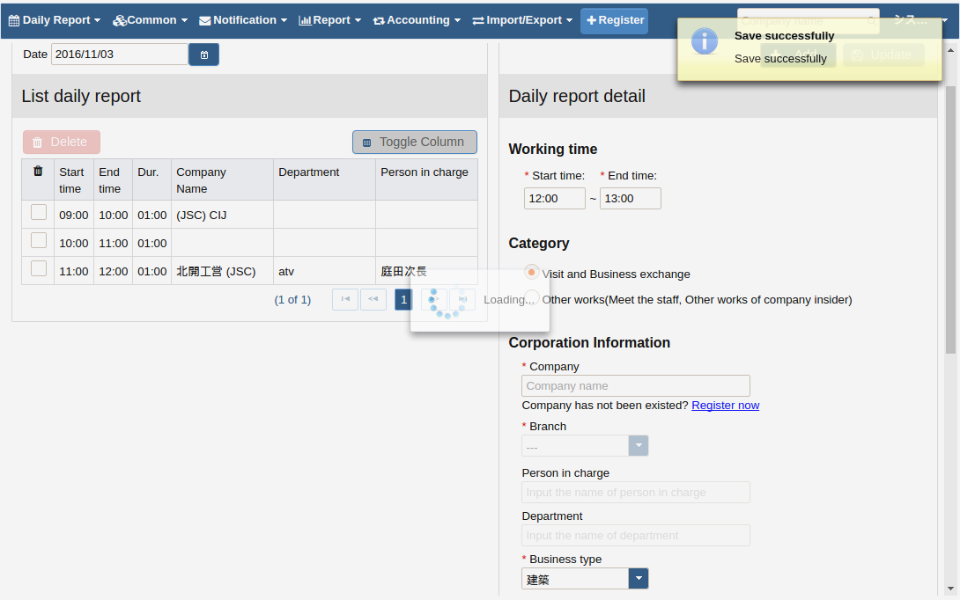 Daily Report Common Notification Report Accounting Import/Export Register Company name シス...
Save successfully
Save successfully
Add Update
Date 2016/11/03
List daily report
Delete Toggle Column
Start time End time Dur. Company Name Department Person in charge
09:00 10:00 01:00 (JSC) CIJ
10:00 11:00 01:00
11:00 12:00 01:00 北開工営 (JSC) atv 庭田次長
(1 of 1) 1
Loading...
Daily report detail
Working time
* Start time: * End time:
12:00 ~ 13:00
Category
Visit and Business exchange
Other works(Meet the staff, Other works of company insider)
Corporation Information
* Company
Company name
Company has not been existed? Register now
* Branch
---
Person in charge
Input the name of person in charge
Department
Input the name of department
* Business type
建築